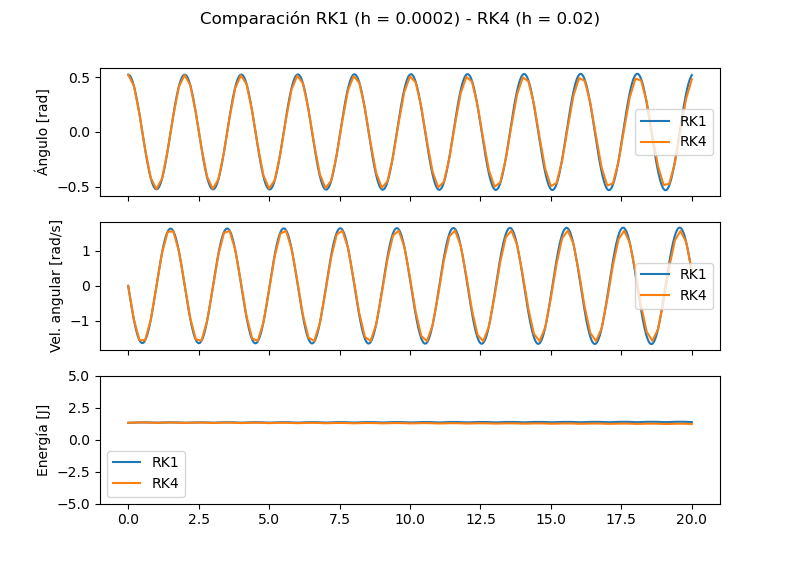 Comparación RK1 (h = 0.0002) - RK4 (h = 0.02)
Ángulo [rad]
0.5
0.0
−0.5
RK1
RK4
Vel. angular [rad/s]
1
0
−1
RK1
RK4
Energía [J]
5.0
2.5
0.0
−2.5
−5.0
RK1
RK4
0.0 2.5 5.0 7.5 10.0 12.5 15.0 17.5 20.0